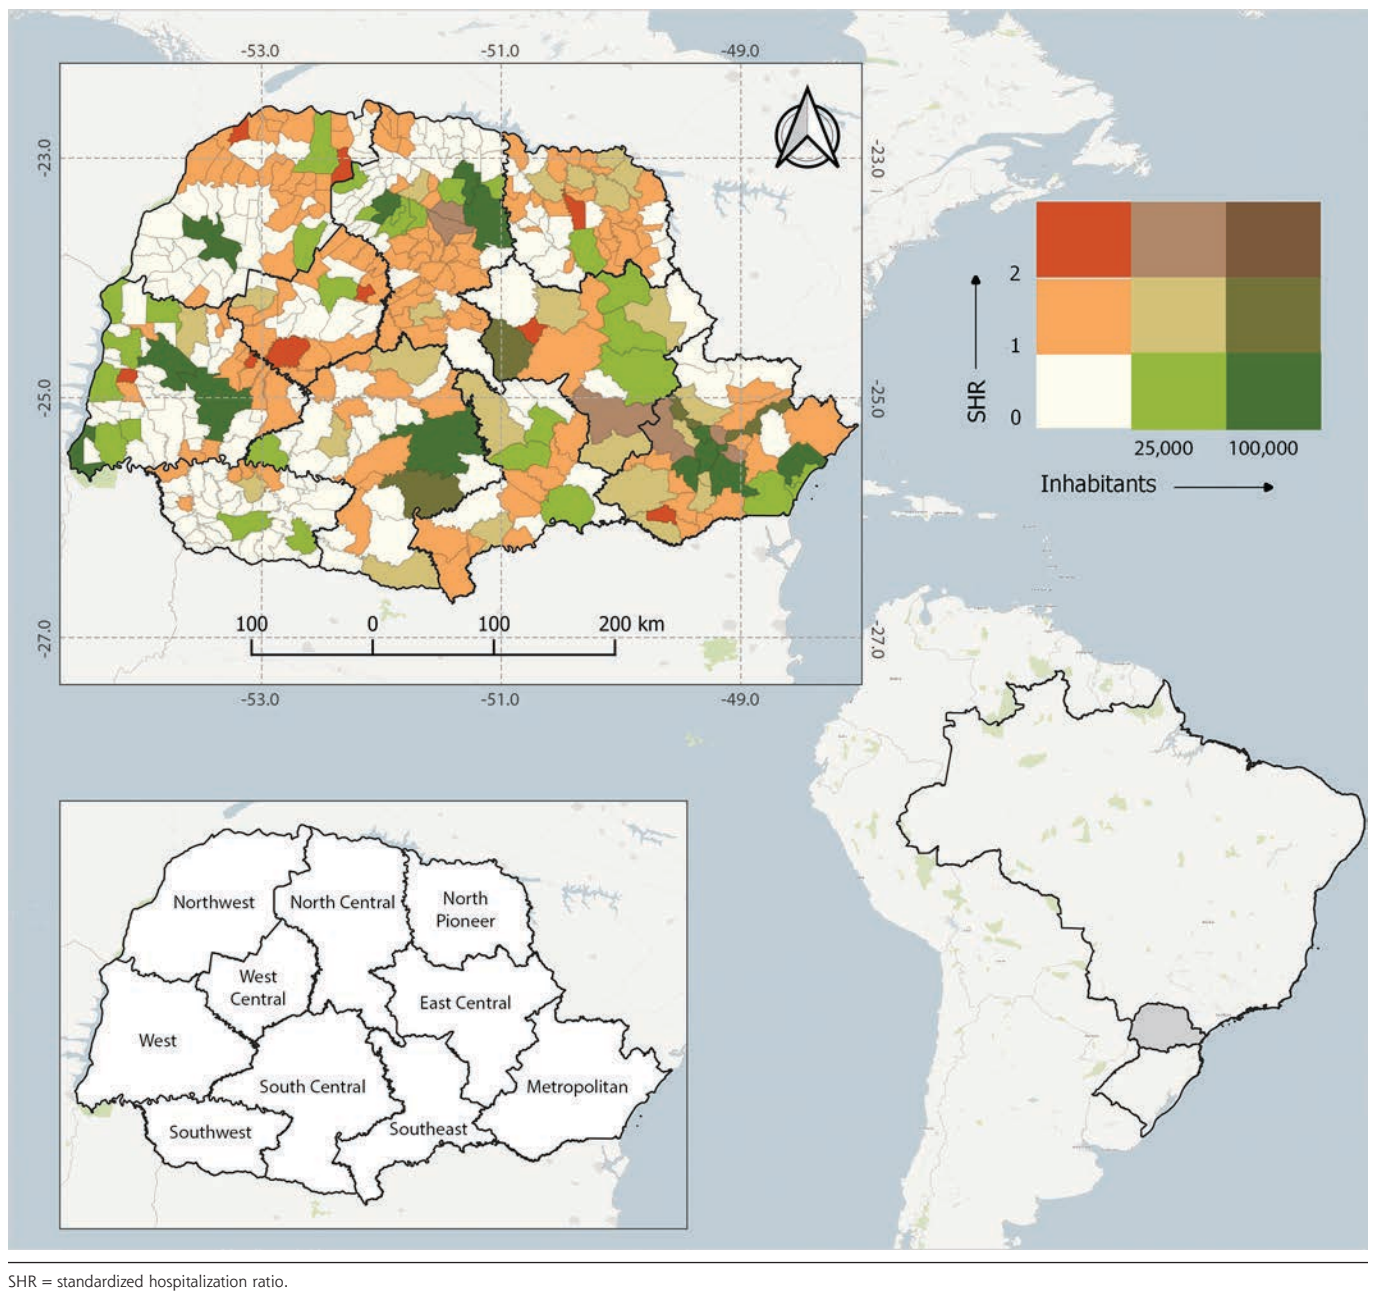 -53.0 -51.0 -49.0
-23.0
-23.0
-25.0
-25.0
-27.0
-27.0
100 0 100 200 km
-53.0 -51.0 -49.0
SHR
2
1
0
25,000 100,000
Inhabitants
Northwest
North Central
North
Pioneer
West
Central
East Central
West
South Central
Metropolitan
Southwest
Southeast
SHR = standardized hospitalization ratio.